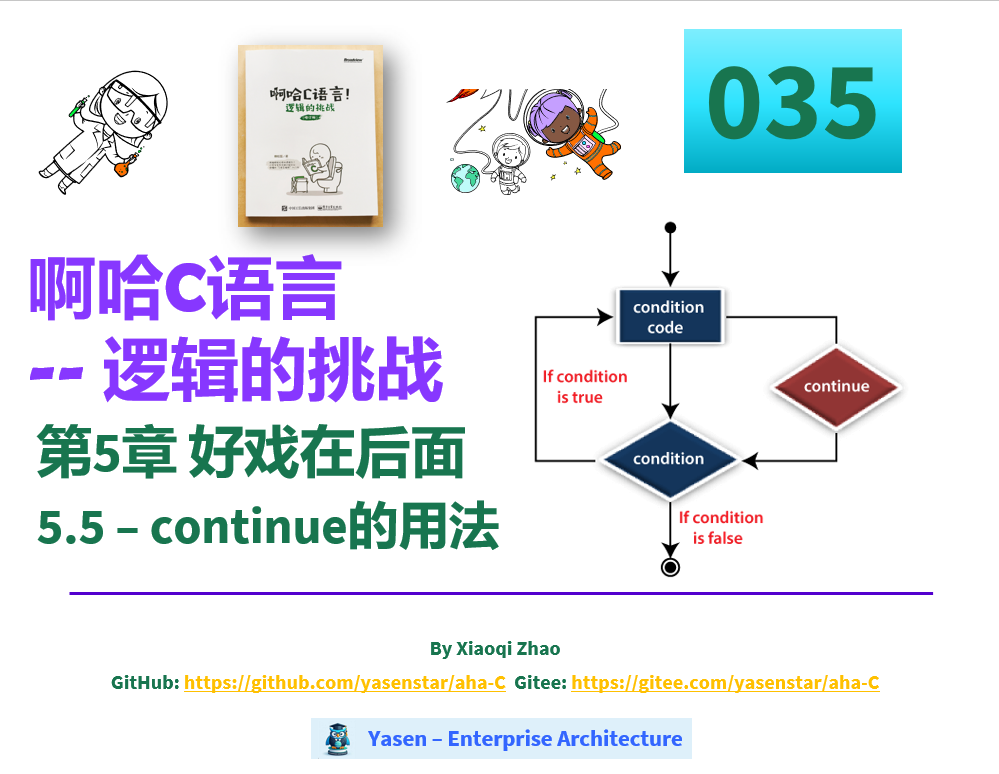 035
啊哈C语言!
逻辑的挑战
啊哈C语言
-- 逻辑的挑战
第5章 好戏在后面
5.5 – continue的用法
condition
code
If condition
is true
continue
condition
If condition
is false
By Xiaoqi Zhao
GitHub: https://github.com/yasenstar/aha-C Gitee: https://gitee.com/yasenstar/aha-C
Yasen – Enterprise Architecture